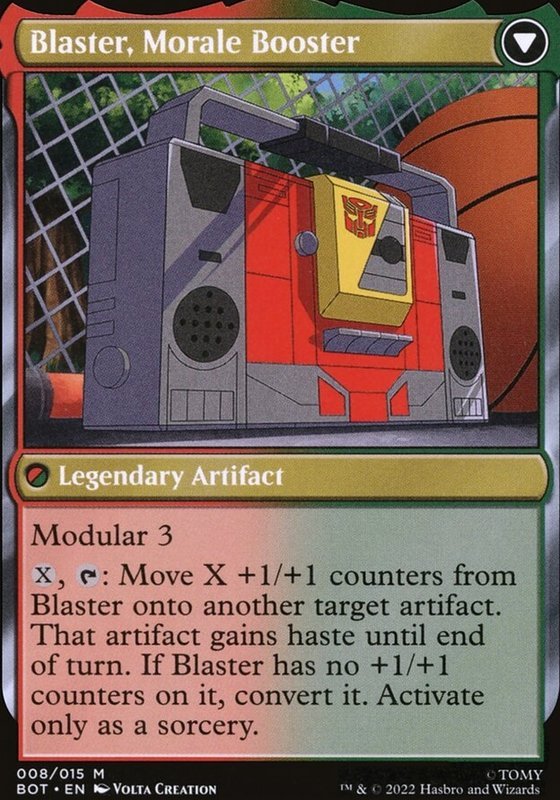 Blaster, Morale Booster
Legendary Artifact
Modular 3
X, : Move X +1/+1 counters from
Blaster onto another target artifact.
That artifact gains haste until end
of turn. If Blaster has no +1/+1
counters on it, convert it. Activate
only as a sorcery.
008/015 M
BOT • EN VOLTA CREATION
© TOMY
™ & © 2022 Hasbro and Wizards